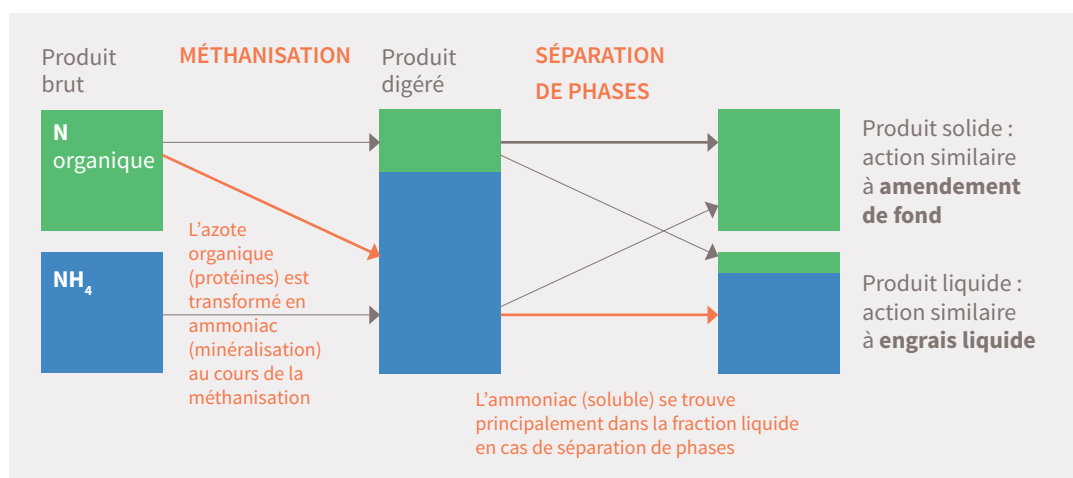 Produit
brut
MÉTHANISATION
Produit
digéré
SÉPARATION
DE PHASES
N
organique
NH4
L’azote
organique
(protéines) est
transformé en
ammoniac
(minéralisation)
au cours de la
méthanisation
Produit solide :
action similaire
à amendement
de fond
Produit liquide :
action similaire
à engrais liquide
L’ammoniac (soluble) se trouve
principalement dans la fraction liquide
en cas de séparation de phases